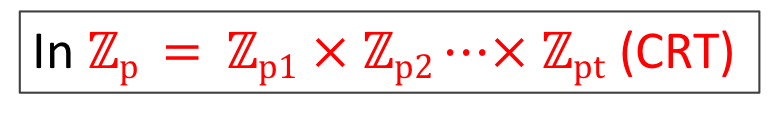 In ℤp = ℤp1 × ℤp2 ⋯× ℤpt (CRT)